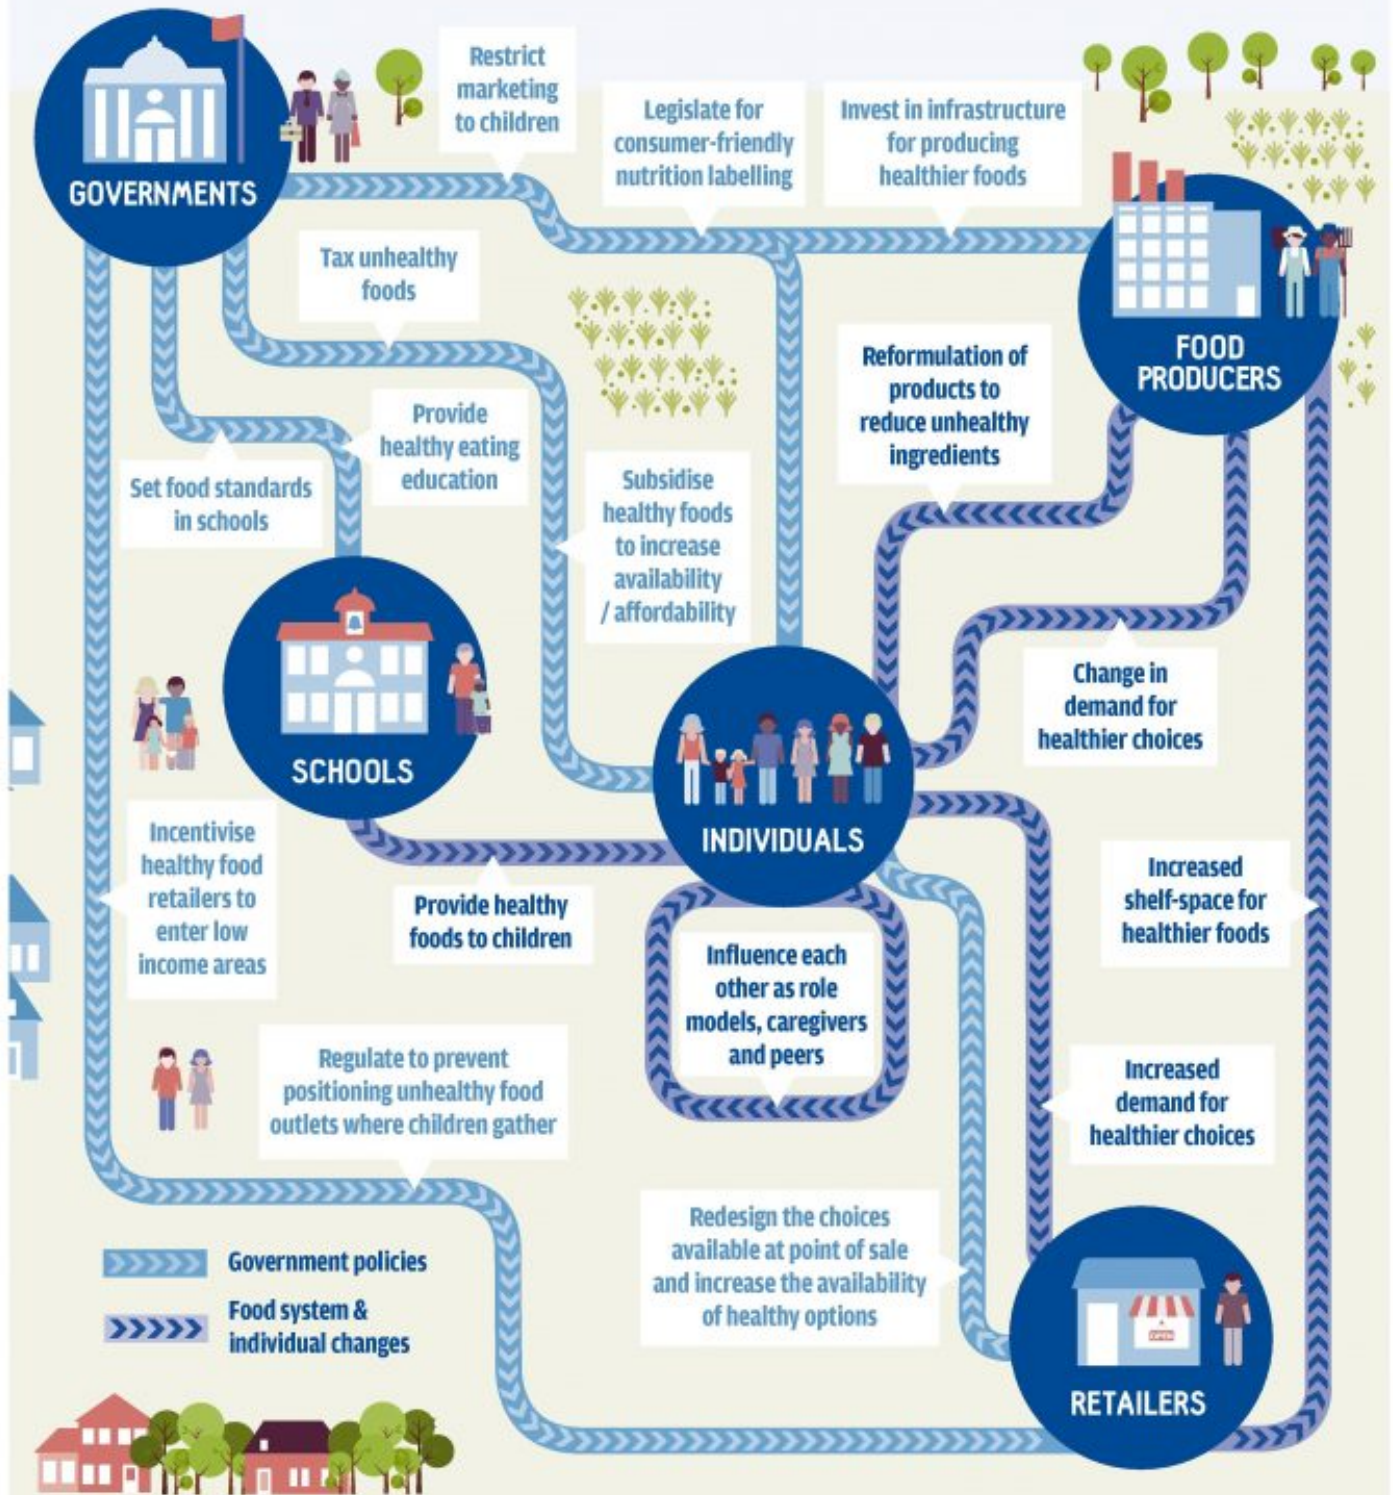 Restrict
marketing
to children
Legislate for
consumer-friendly
nutrition labelling
Invest in infrastructure
for producing
healthier foods
GOVERNMENTS
Tax unhealthy
foods
FOOD
PRODUCERS
Reformulation of
products to
reduce unhealthy
ingredients
Provide
healthy eating
education
Set food standards
in schools
Subsidise
healthy foods
to increase
availability
/ affordability
Change in
demand for
healthier choices
SCHOOLS
INDIVIDUALS
Incentivise
healthy food
retailers to
enter low
income areas
Provide healthy
foods to children
Increased
shelf-space for
healthier foods
Influence each
other as role
models, caregivers
and peers
Regulate to prevent
positioning unhealthy food
outlets where children gather
Increased
demand for
healthier choices
Redesign the choices
available at point of sale
and increase the availability
of healthy options
Government policies
Food system &
individual changes
OPEN
RETAILERS